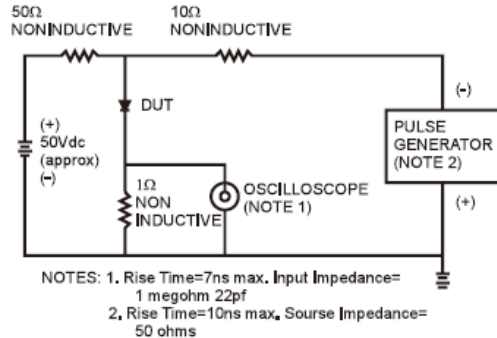 50Ω
NONINDUCTIVE
10Ω
NONINDUCTIVE
(+)
50Vdc
(approx)
(-)
DUT
1Ω
NON
INDUCTIVE
OSCILLOSCOPE
(NOTE 1)
(-)
PULSE
GENERATOR
(NOTE 2)
(+)
NOTES: 1. Rise Time=7ns max. Input Impedance=
1 megohm 22pf
2. Rise Time=10ns max. Sourse Impedance=
50 ohms